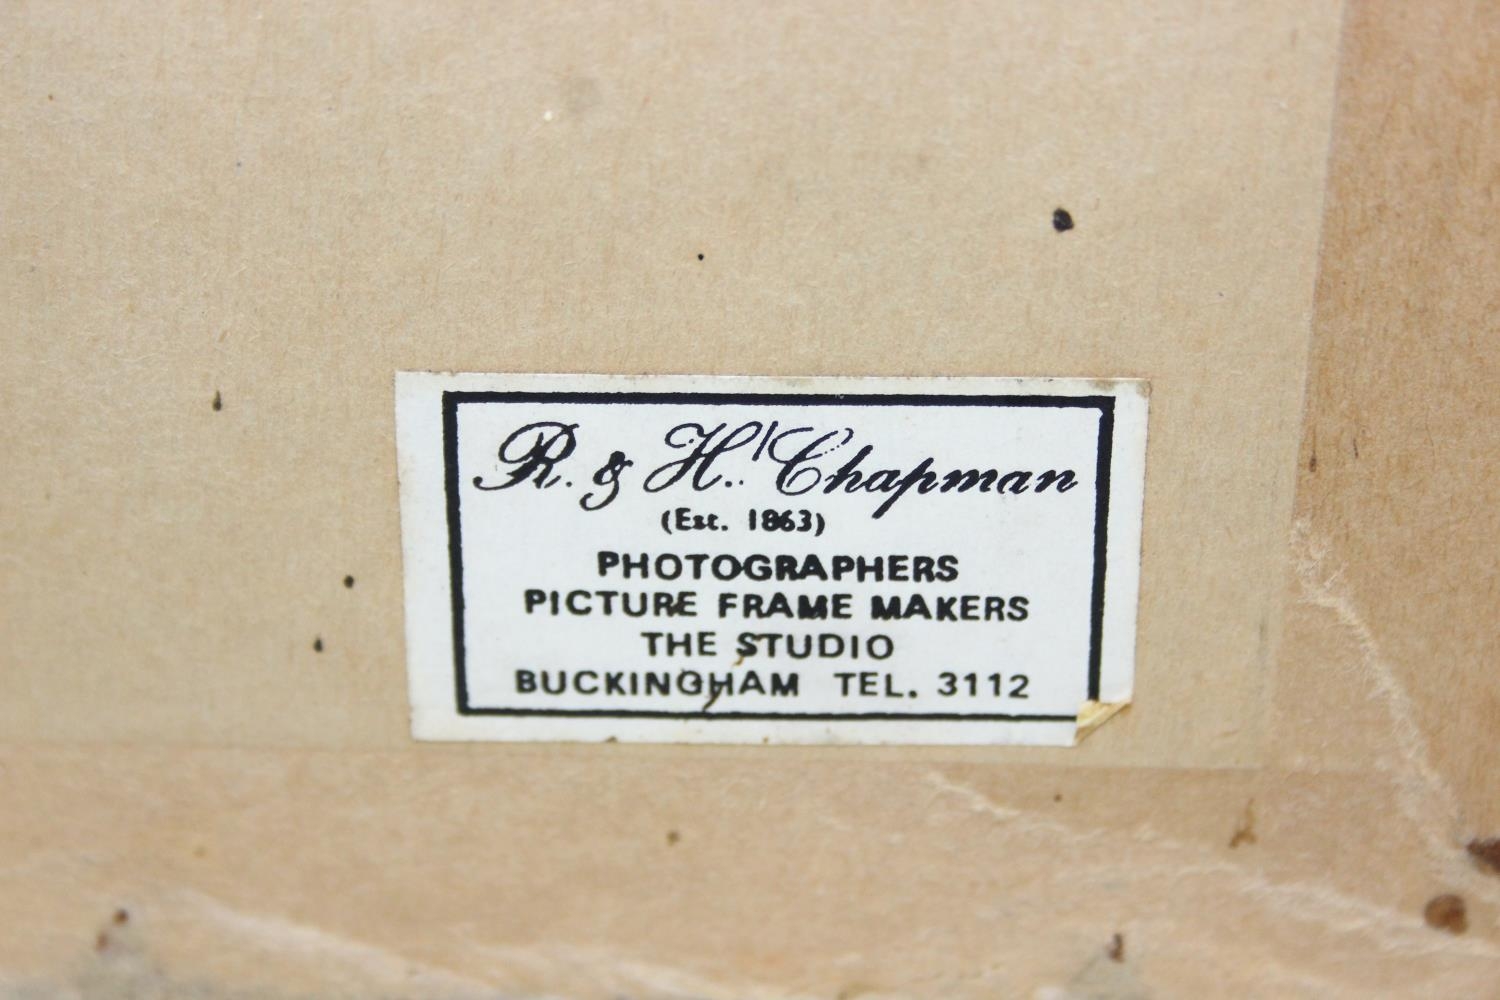 R. & H. Chapman
(Est. 1863)
PHOTOGRAPHERS
PICTURE FRAME MAKERS
THE STUDIO
BUCKINGHAM TEL. 3112